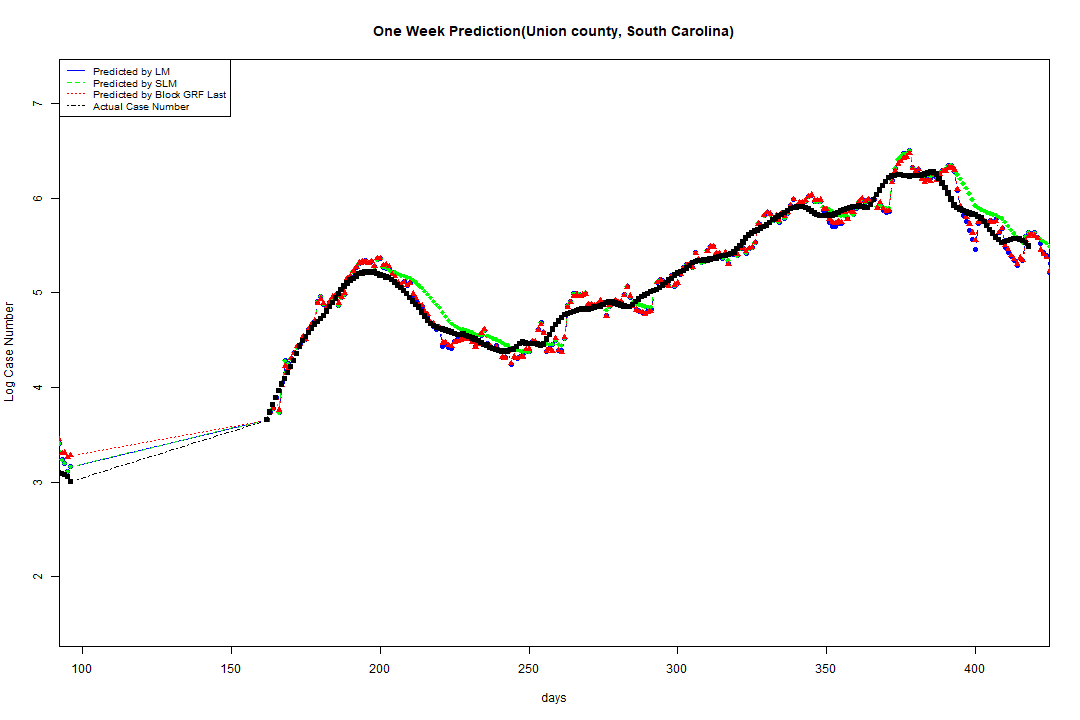 One Week Prediction(Union county, South Carolina)
Predicted by LM
Predicted by SLM
Predicted by Block GRF Last
Actual Case Number
7
6
5
4
3
2
Log Case Number
100 150 200 250 300 350 400
days